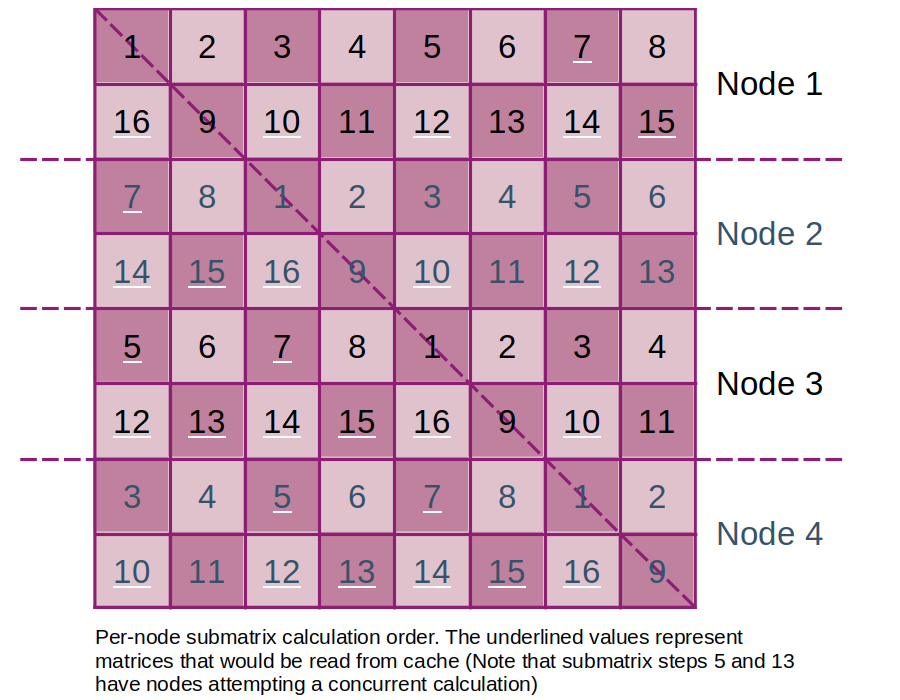 1 2 3 4 5 6 7 8
Node 1
16 9 10 11 12 13 14 15
7 8 1 2 3 4 5 6
Node 2
14 15 16 9 10 11 12 13
5 6 7 8 1 2 3 4
Node 3
12 13 14 15 16 9 10 11
3 4 5 6 7 8 1 2
Node 4
10 11 12 13 14 15 16 9
Per-node submatrix calculation order. The underlined values represent
matrices that would be read from cache (Note that submatrix steps 5 and 13
have nodes attempting a concurrent calculation)